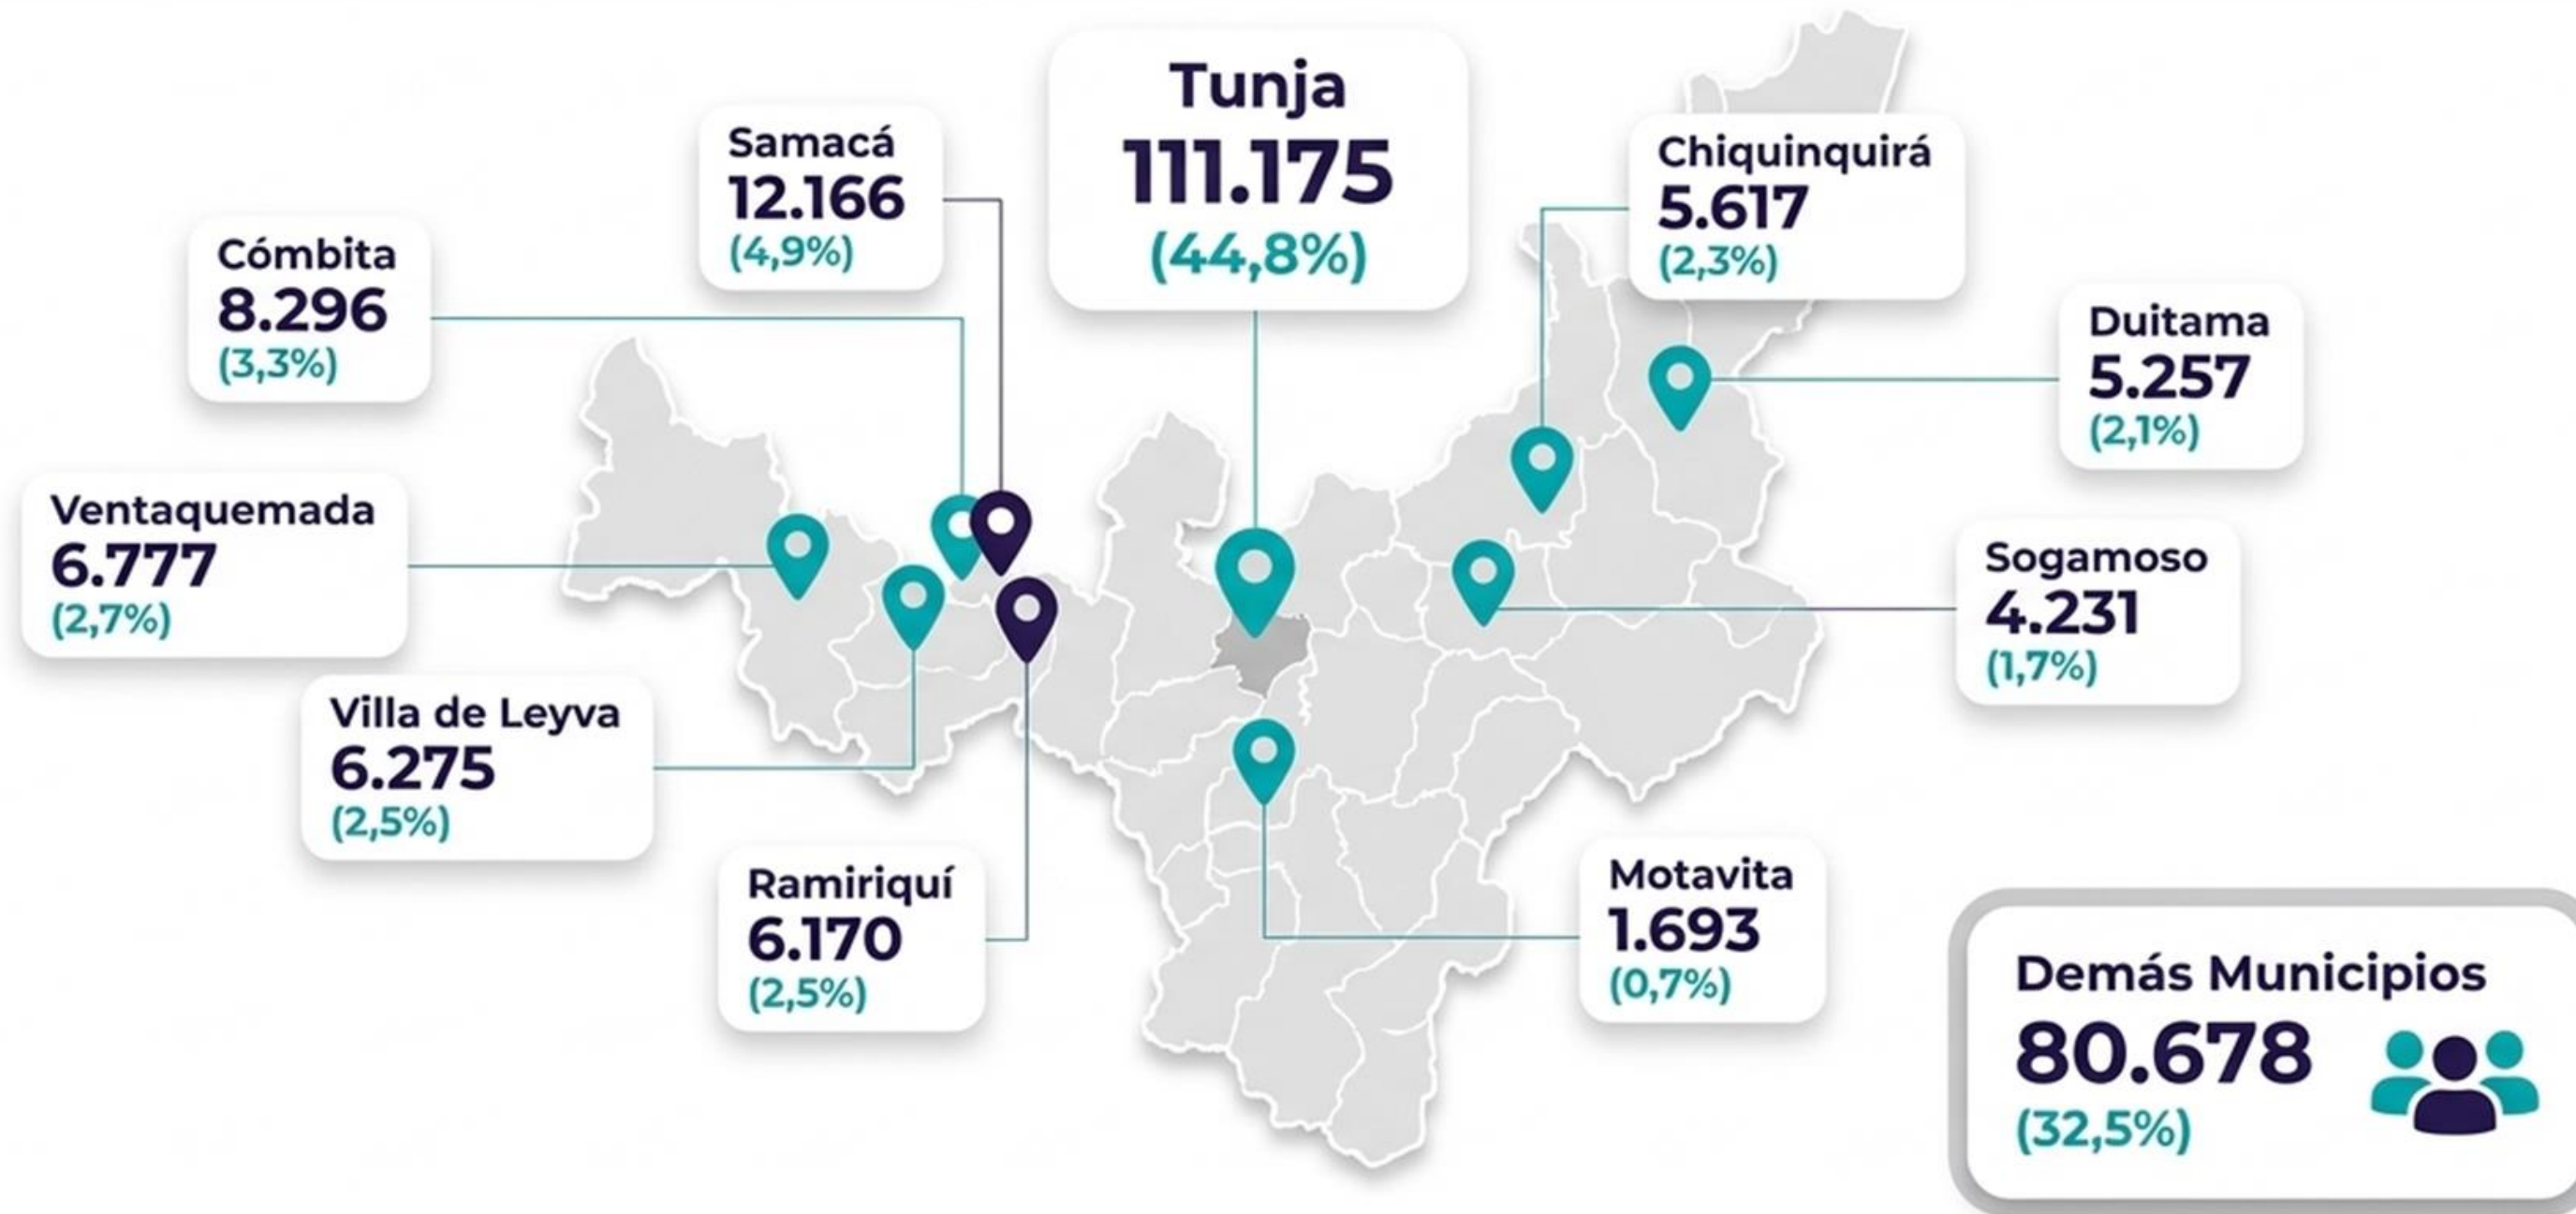 Tunja
111.175
(44,8%)
Samacá
12.166
(4,9%)
Chiquinquirá
5.617
(2,3%)
Cómbita
8.296
(3,3%)
Duitama
5.257
(2,1%)
Ventaquemada
6.777
(2,7%)
Sogamoso
4.231
(1,7%)
Villa de Leyva
6.275
(2,5%)
Ramiriquí
6.170
(2,5%)
Motavita
1.693
(0,7%)
Demás Municipios
80.678
(32,5%)